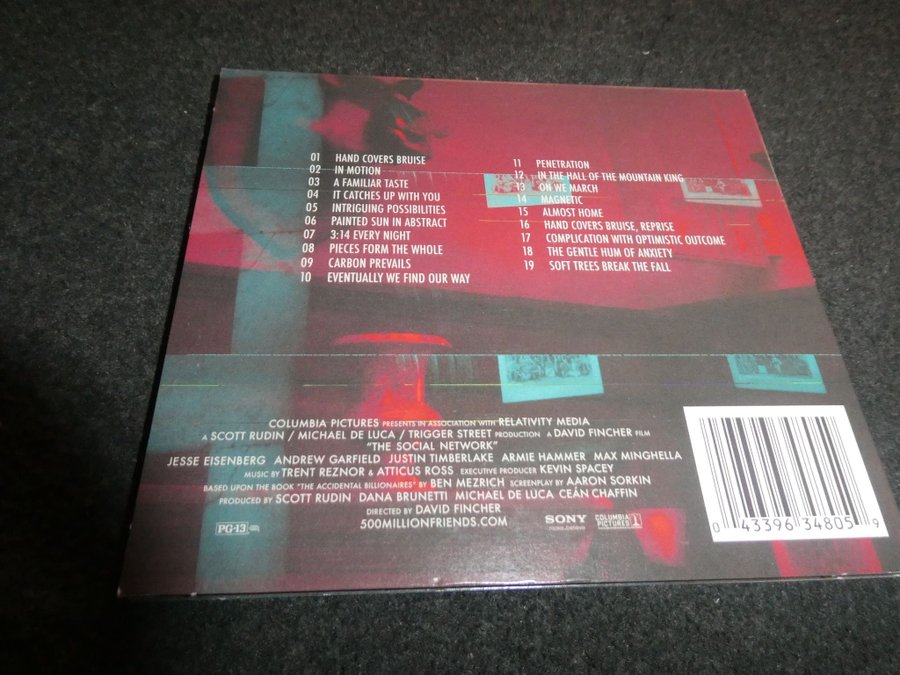 01 HAND COVERS BRUISE
02 IN MOTION
03 A FAMILIAR TASTE
04 IT CATCHES UP WITH YOU
05 INTRIGUING POSSIBILITIES
06 PAINTED SUN IN ABSTRACT
07 3:14 EVERY NIGHT
08 PIECES FORM THE WHOLE
09 CARBON PREVAILS
10 EVENTUALLY WE FIND OUR WAY
11 PENETRATION
12 IN THE HALL OF THE MOUNTAIN KING
13 ON WE MARCH
14 MAGNETIC
15 ALMOST HOME
16 HAND COVERS BRUISE, REPRISE
17 COMPLICATION WITH OPTIMISTIC OUTCOME
18 THE GENTLE HUM OF ANXIETY
19 SOFT TREES BREAK THE FALL
COLUMBIA PICTURES PRESENTS IN ASSOCIATION WITH RELATIVITY MEDIA
A SCOTT RUDIN / MICHAEL DE LUCA / TRIGGER STREET PRODUCTION A DAVID FINCHER FILM
"THE SOCIAL NETWORK"
JESSE EISENBERG ANDREW GARFIELD JUSTIN TIMBERLAKE ARMIE HAMMER MAX MINGHELLA
MUSIC BY TRENT REZNOR & ATTICUS ROSS EXECUTIVE PRODUCER KEVIN SPACEY
BASED UPON THE BOOK "THE ACCIDENTAL BILLIONAIRES" BY BEN MEZRICH SCREENPLAY BY AARON SORKIN
PRODUCED BY SCOTT RUDIN DANA BRUNETTI MICHAEL DE LUCA CEÁN CHAFFIN
DIRECTED BY DAVID FINCHER
PG-13
500MILLIONFRIENDS.COM
SONY
make.believe
COLUMBIA
PICTURES
0 43396 34805 9